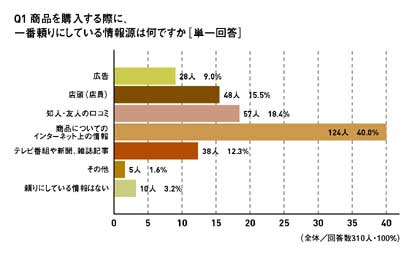 Q1 商品を購入する際に、
一番頼りにしている情報源は何ですか［単一回答］
広告
28人 9.0%
店頭（店員）
48人 15.5%
知人・友人の口コミ
57人 18.4%
商品についての
インターネット上の情報
124人 40.0%
テレビ番組や新聞、雑誌記事
38人 12.3%
その他
5人 1.6%
頼りにしている情報はない
10人 3.2%
0 5 10 15 20 25 30 35 40
（全体／回答数310人・100%）